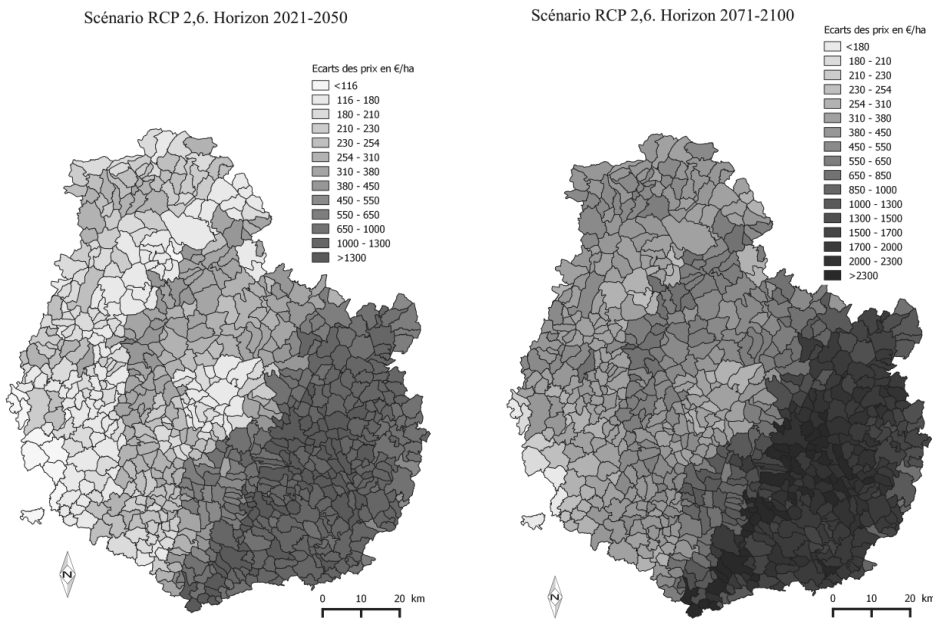 Scénario RCP 2,6. Horizon 2021-2050
Ecarts des prix en €/ha
<116
116 - 180
180 - 210
210 - 230
230 - 254
254 - 310
310 - 380
380 - 450
450 - 550
550 - 650
650 - 1000
1000 - 1300
>1300
N
0 10 20 km
Scénario RCP 2,6. Horizon 2071-2100
Ecarts des prix en €/ha
<180
180 - 210
210 - 230
230 - 254
254 - 310
310 - 380
380 - 450
450 - 550
550 - 650
650 - 850
850 - 1000
1000 - 1300
1300 - 1500
1500 - 1700
1700 - 2000
2000 - 2300
>2300
N
0 10 20 km